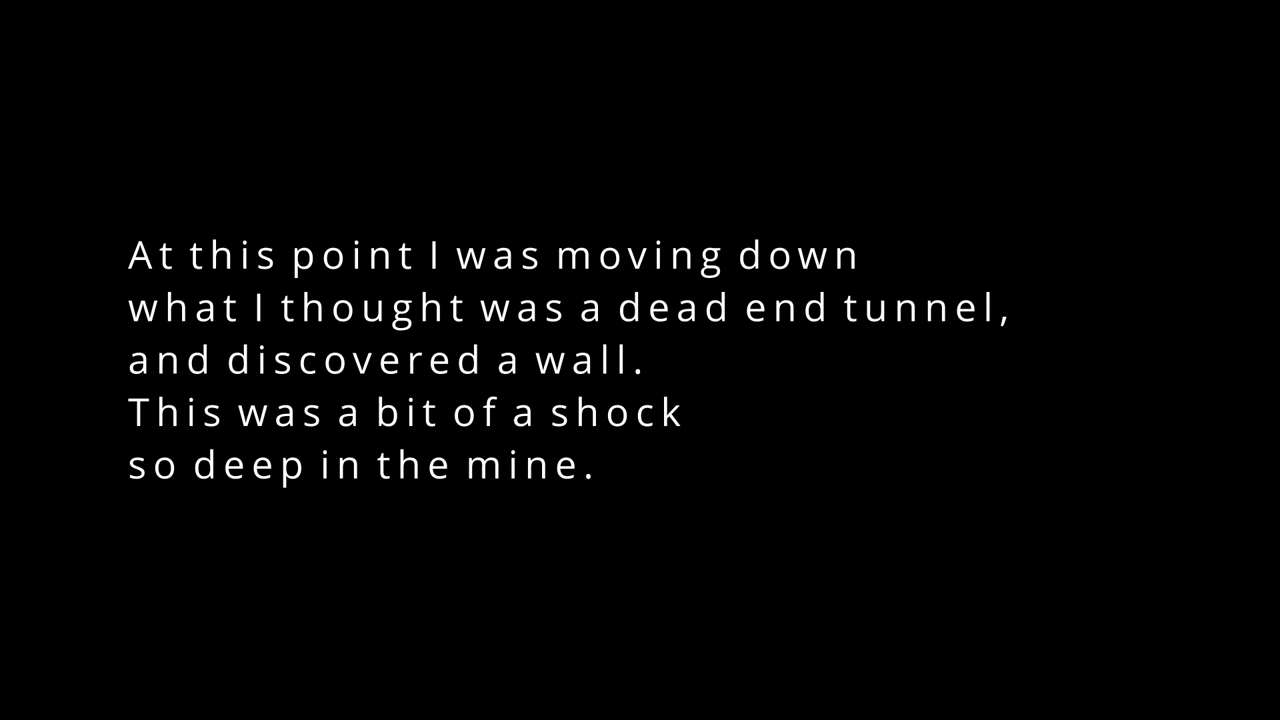 At this point I was moving down
what I thought was a dead end tunnel,
and discovered a wall.
This was a bit of a shock
so deep in the mine.